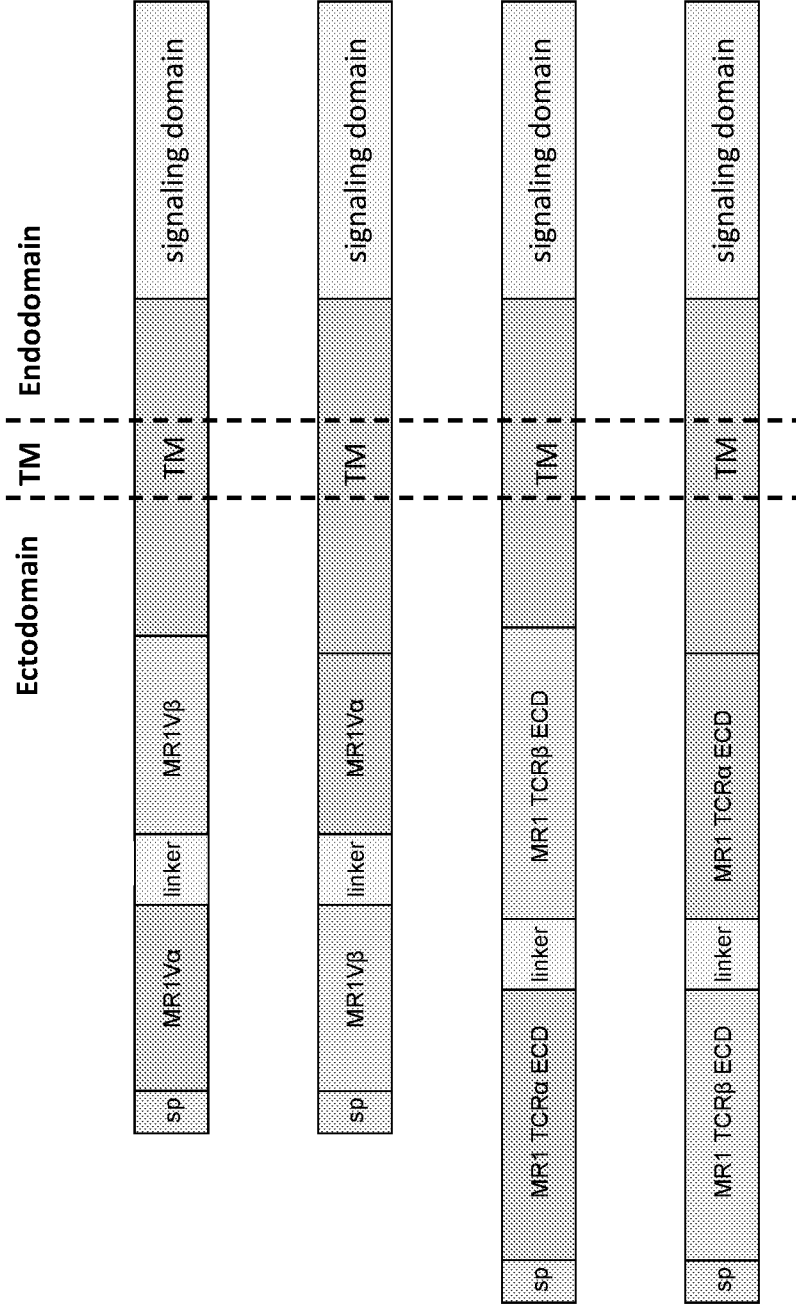 Ectodomain
TM
Endodomain
sp
MR1Vα
linker
MR1Vβ
TM
signaling domain
sp
MR1Vβ
linker
MR1Vα
TM
signaling domain
sp
MR1 TCRα ECD
linker
MR1 TCRβ ECD
TM
signaling domain
sp
MR1 TCRβ ECD
linker
MR1 TCRα ECD
TM
signaling domain